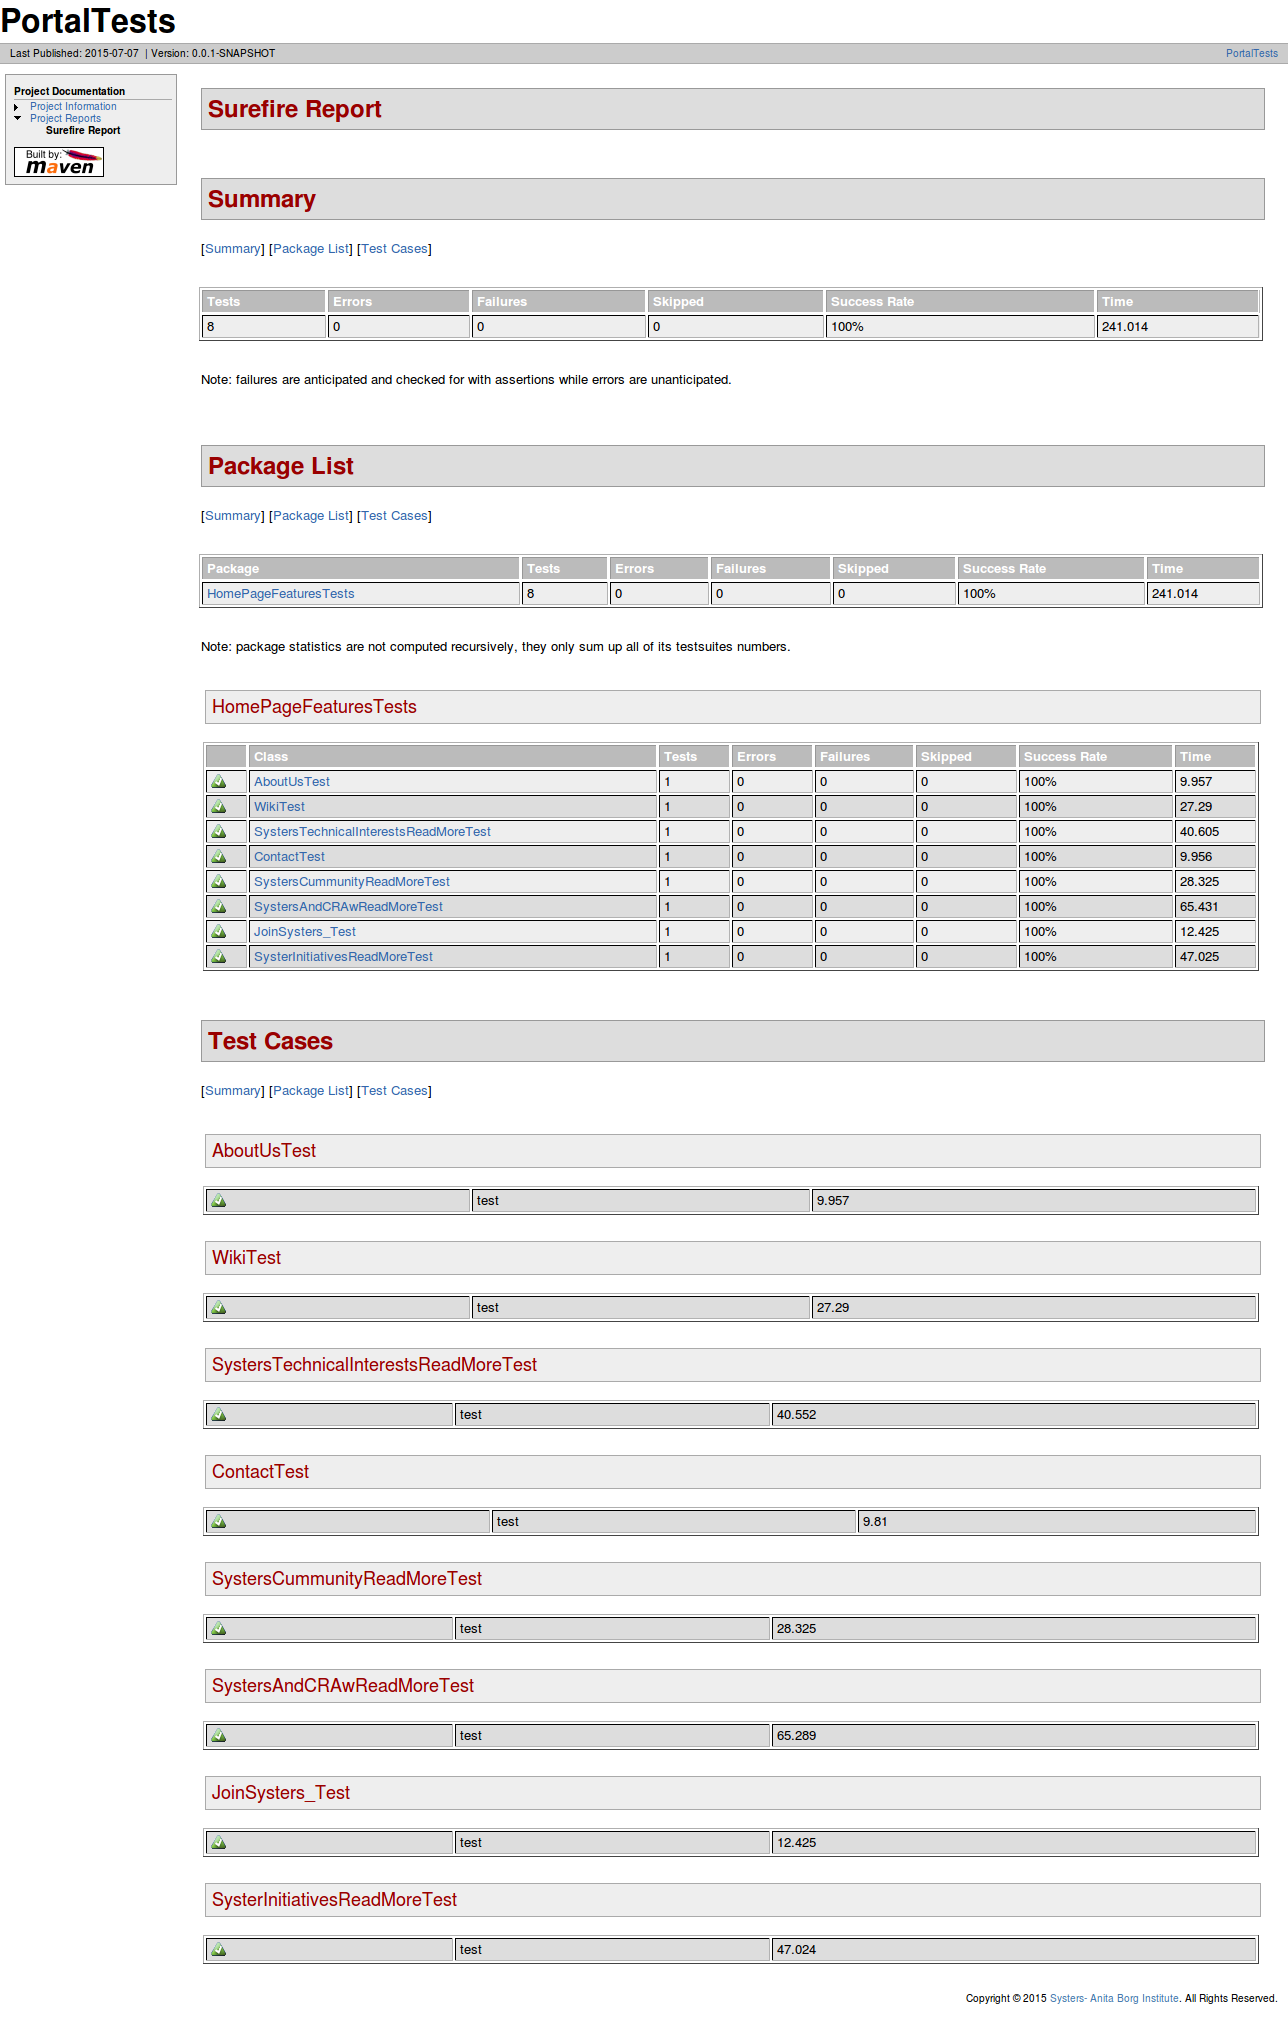 PortalTests
Last Published: 2015-07-07 | Version: 0.0.1-SNAPSHOT PortalTests
Project Documentation
Project Information
Project Reports
Surefire Report
Built by:
maven
Surefire Report
Summary
[Summary] [Package List] [Test Cases]
Tests Errors Failures Skipped Success Rate Time
8 0 0 0 100% 241.014
Note: failures are anticipated and checked for with assertions while errors are unanticipated.
Package List
[Summary] [Package List] [Test Cases]
Package Tests Errors Failures Skipped Success Rate Time
HomePageFeaturesTests 8 0 0 0 100% 241.014
Note: package statistics are not computed recursively, they only sum up all of its testsuites numbers.
HomePageFeaturesTests
Class Tests Errors Failures Skipped Success Rate Time
AboutUsTest 1 0 0 0 100% 9.957
WikiTest 1 0 0 0 100% 27.29
SystersTechnicalInterestsReadMoreTest 1 0 0 0 100% 40.605
ContactTest 1 0 0 0 100% 9.956
SystersCummunityReadMoreTest 1 0 0 0 100% 28.325
SystersAndCRAwReadMoreTest 1 0 0 0 100% 65.431
JoinSysters_Test 1 0 0 0 100% 12.425
SysterInitiativesReadMoreTest 1 0 0 0 100% 47.025
Test Cases
[Summary] [Package List] [Test Cases]
AboutUsTest
test 9.957
WikiTest
test 27.29
SystersTechnicalInterestsReadMoreTest
test 40.552
ContactTest
test 9.81
SystersCummunityReadMoreTest
test 28.325
SystersAndCRAwReadMoreTest
test 65.289
JoinSysters_Test
test 12.425
SysterInitiativesReadMoreTest
test 47.024
Copyright © 2015 Systers- Anita Borg Institute. All Rights Reserved.